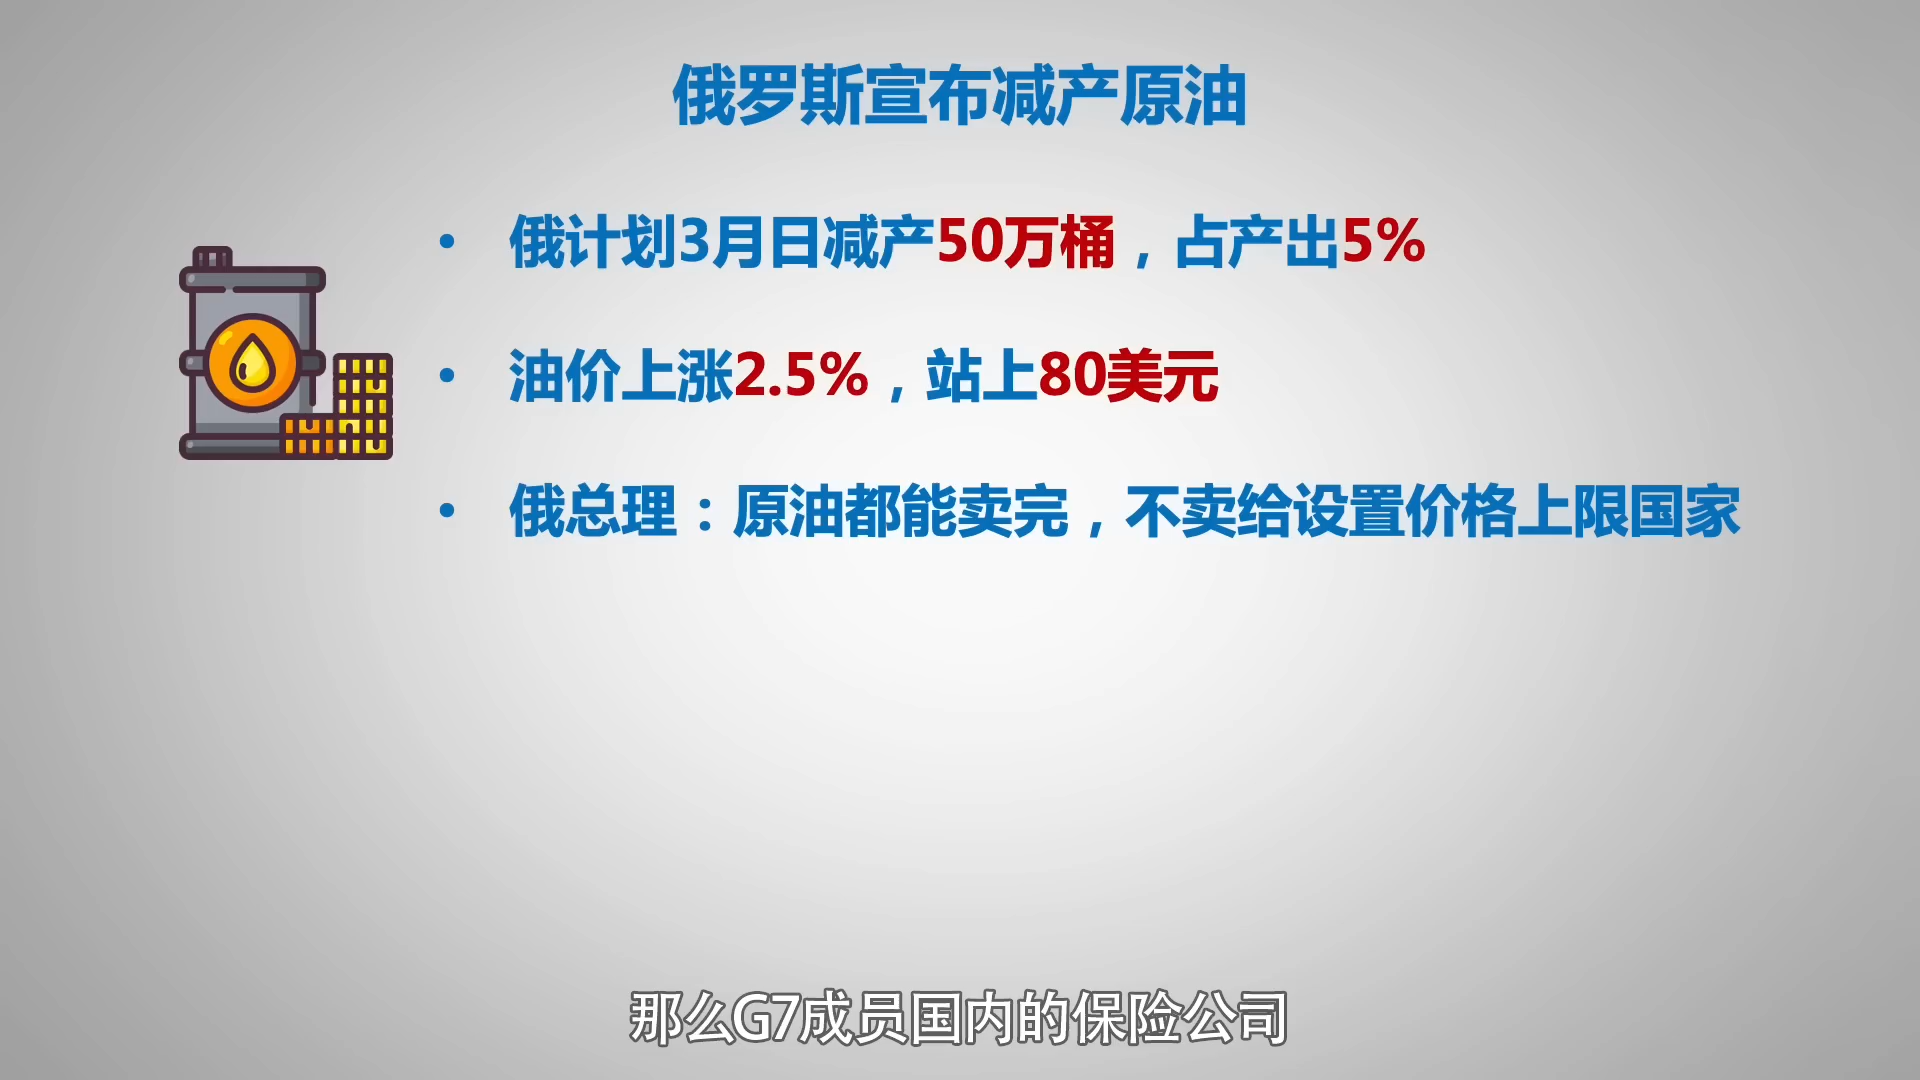 俄罗斯宣布减产原油
• 俄计划3月日减产50万桶，占产出5%
• 油价上涨2.5%，站上80美元
• 俄总理：原油都能卖完，不卖给设置价格上限国家
那么G7成员国内的保险公司